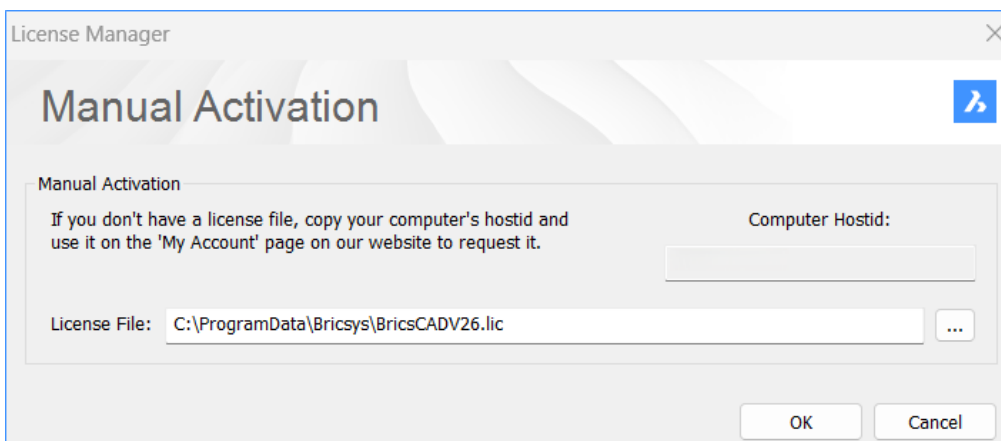 License Manager
Manual Activation
Manual Activation
If you don't have a license file, copy your computer's hostid and
use it on the 'My Account' page on our website to request it.
Computer Hostid:
License File: C:\ProgramData\Bricsys\BricsCADV26.lic ...
OK Cancel